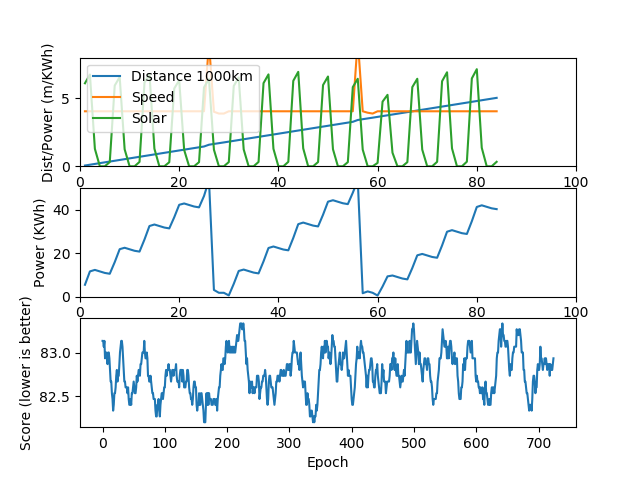 Dist/Power (m/KWh)
5
0
Distance 1000km
Speed
Solar
0 20 40 60 80 100
Power (KWh)
40
20
0
0 20 40 60 80 100
Score (lower is better)
83.0
82.5
0 100 200 300 400 500 600 700
Epoch